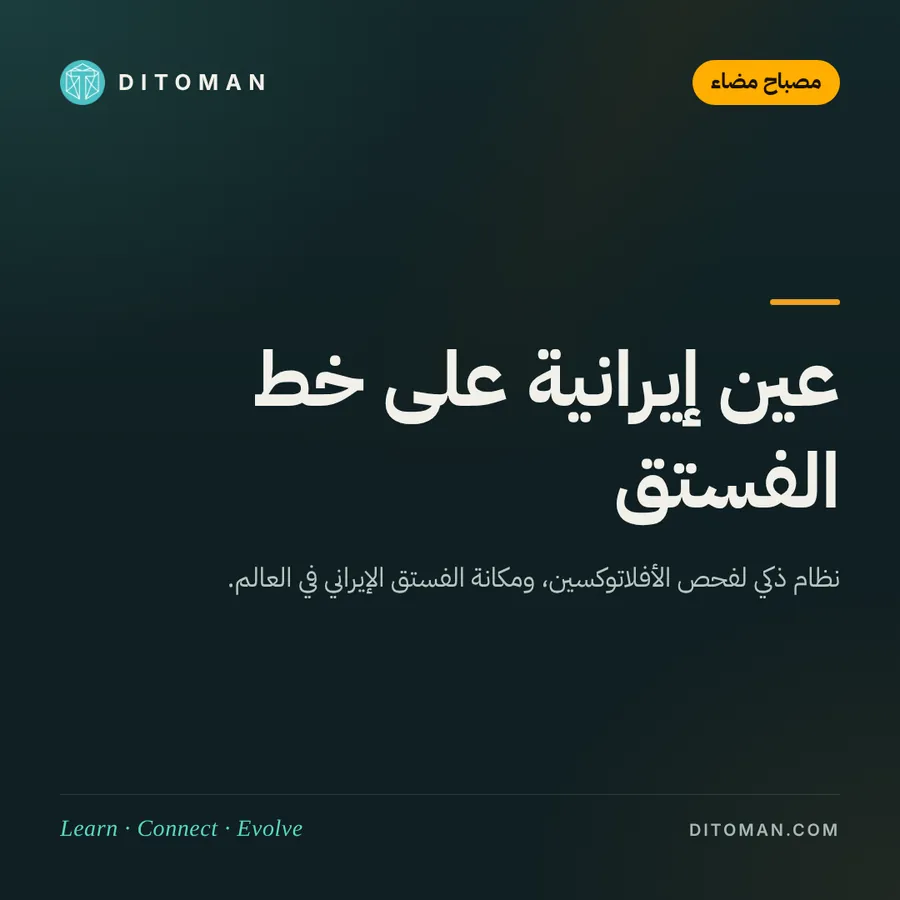 DITOMAN
مصباح مضاء
عين إيرانية على خط
الفستق
نظام ذكي لفحص الأفلاتوكسين، ومكانة الفستق الإيراني في العالم.
Learn · Connect · Evolve
DITOMAN.COM